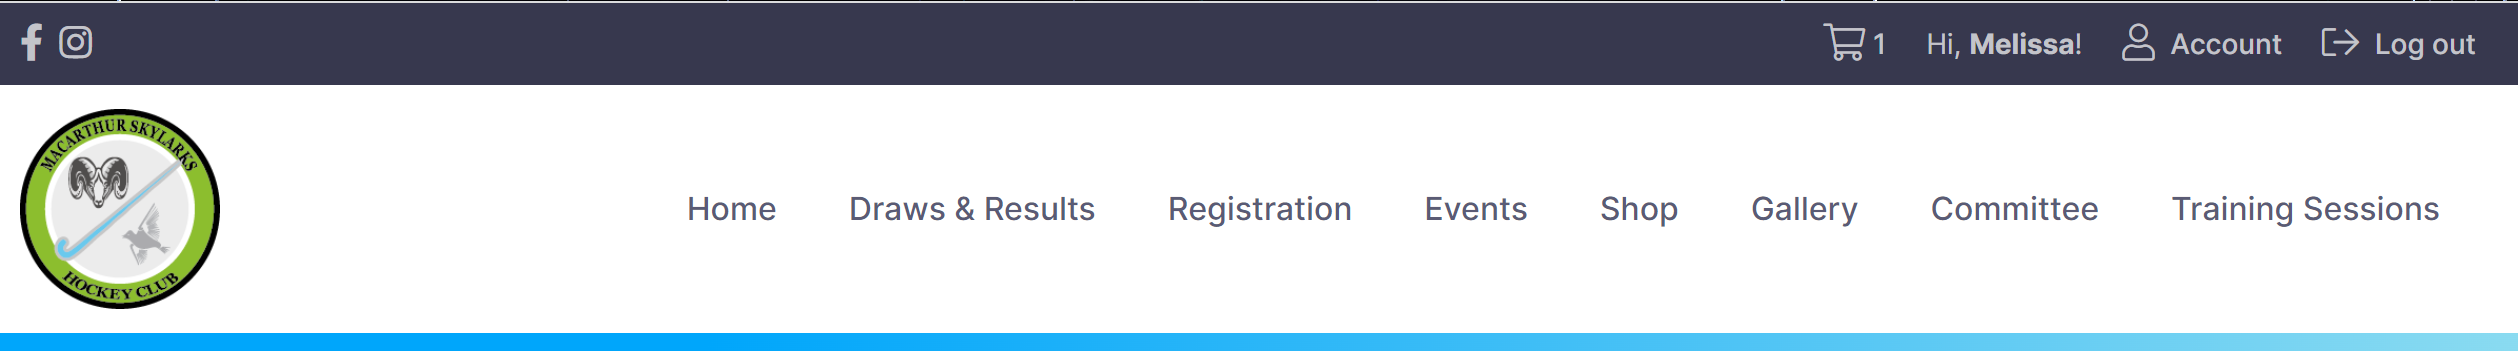 1 Hi, Melissa! Account Log out
MACARTHUR SKYLARKS
HOCKEY CLUB
Home Draws & Results Registration Events Shop Gallery Committee Training Sessions